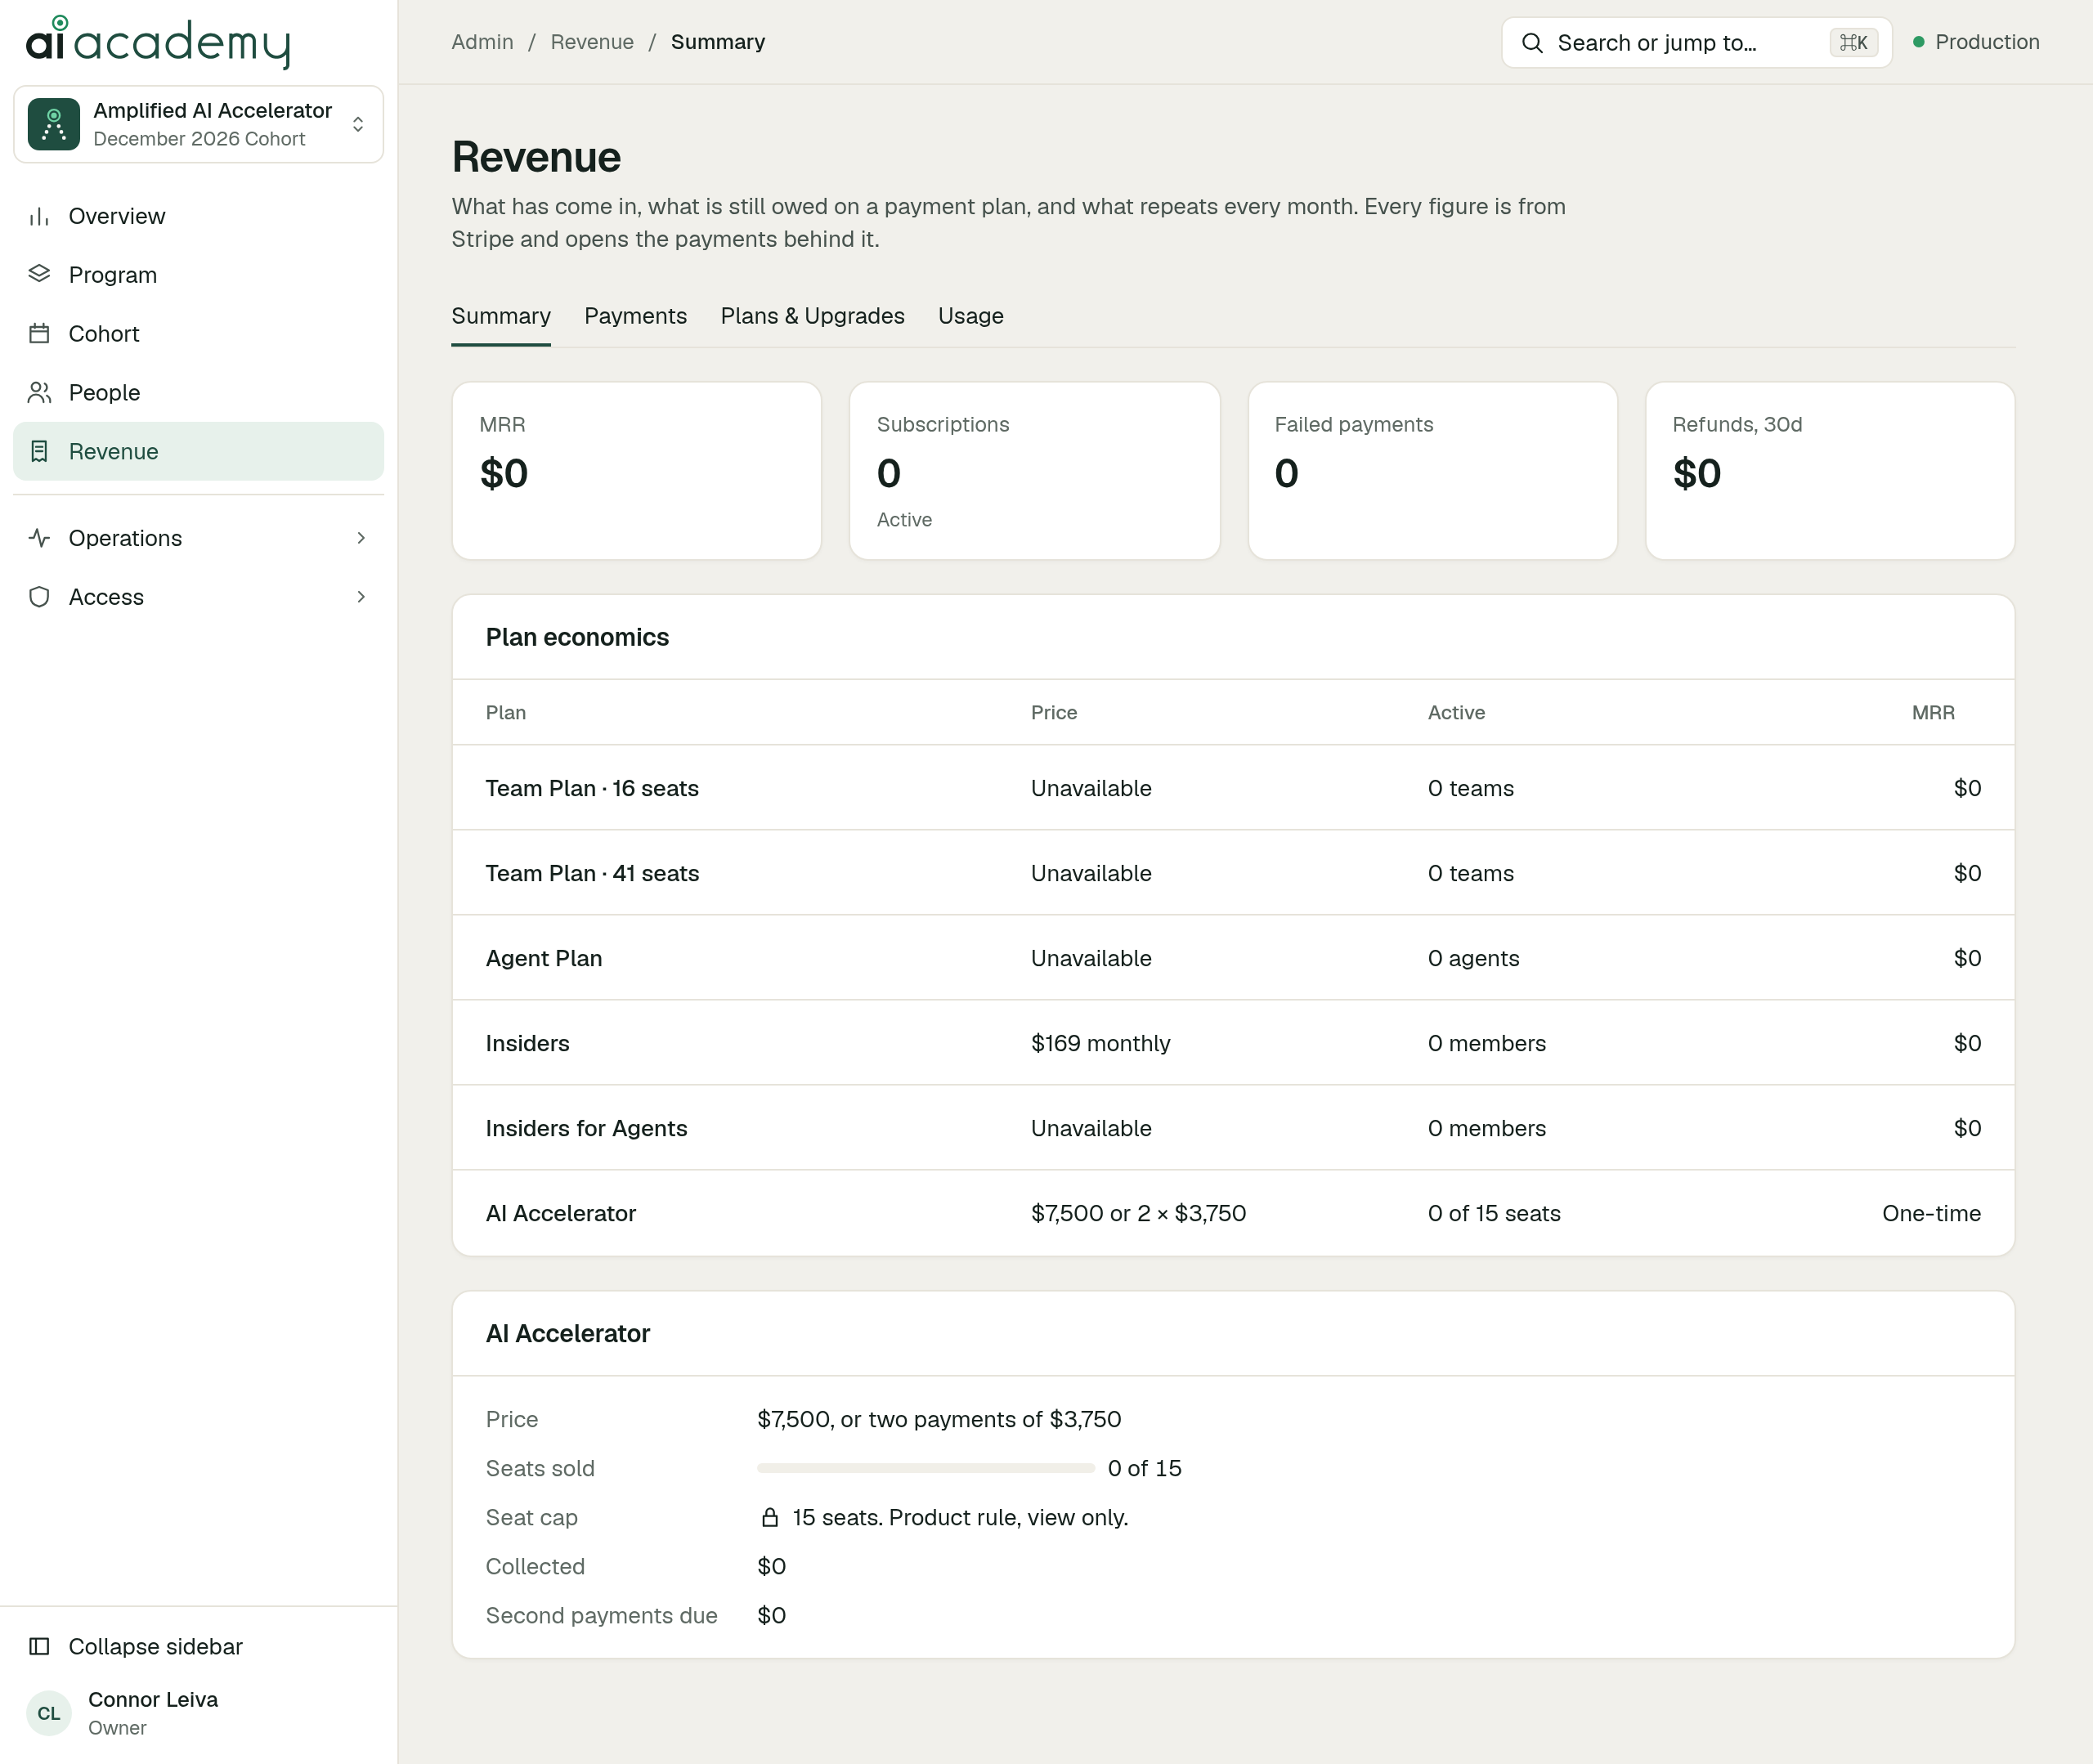 ai academy
Amplified AI Accelerator
December 2026 Cohort
Overview
Program
Cohort
People
Revenue
Operations
Access
Collapse sidebar
CL
Connor Leiva
Owner
Admin / Revenue / Summary
Search or jump to...
⌘K
Production
Revenue
What has come in, what is still owed on a payment plan, and what repeats every month. Every figure is from
Stripe and opens the payments behind it.
Summary Payments Plans & Upgrades Usage
MRR
$0
Subscriptions
0
Active
Failed payments
0
Refunds, 30d
$0
Plan economics
Plan Price Active MRR
Team Plan · 16 seats Unavailable 0 teams $0
Team Plan · 41 seats Unavailable 0 teams $0
Agent Plan Unavailable 0 agents $0
Insiders $169 monthly 0 members $0
Insiders for Agents Unavailable 0 members $0
AI Accelerator $7,500 or 2 × $3,750 0 of 15 seats One-time
AI Accelerator
Price $7,500, or two payments of $3,750
Seats sold 0 of 15
Seat cap 15 seats. Product rule, view only.
Collected $0
Second payments due $0